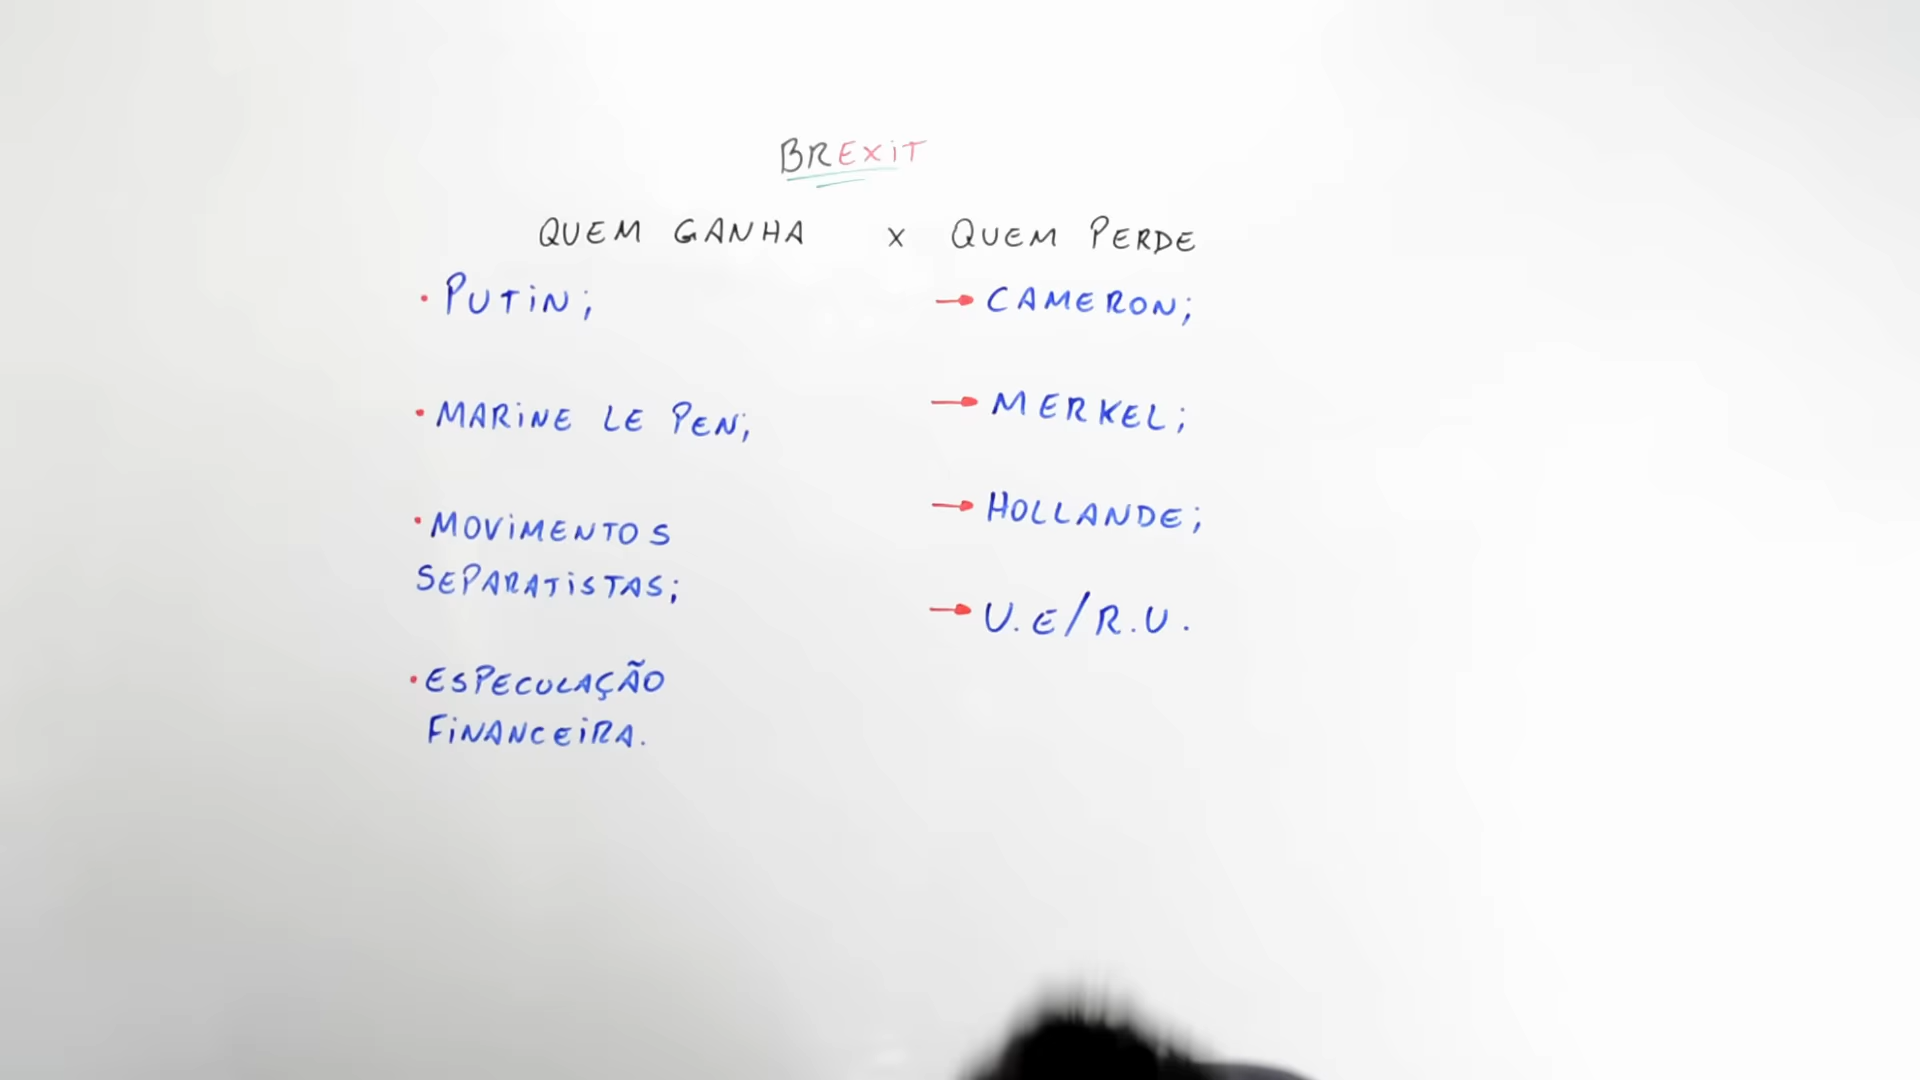 BREXIT
QUEM GANHA X QUEM PERDE
• PUTIN;
• MARINE LE PEN;
• MOVIMENTOS
SEPARATISTAS;
• ESPECULAÇÃO
FINANCEIRA.
→ CAMERON;
→ MERKEL;
→ HOLLANDE;
→ U.E/R.U.